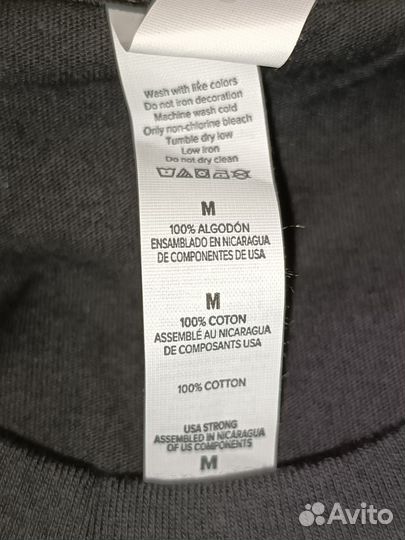 Wash with like colors
Do not iron decoration
Machine wash cold
Only non-chlorine bleach
Tumble dry low
Low iron
Do not dry clean
M
100% ALGODÓN
ENSAMBLADO EN NICARAGUA
DE COMPONENTES DE USA
M
100% COTON
ASSEMBLÉ AU NICARAGUA
DE COMPOSANTS USA
100% COTTON
USA STRONG
ASSEMBLED IN NICARAGUA
OF US COMPONENTS
M
Avito